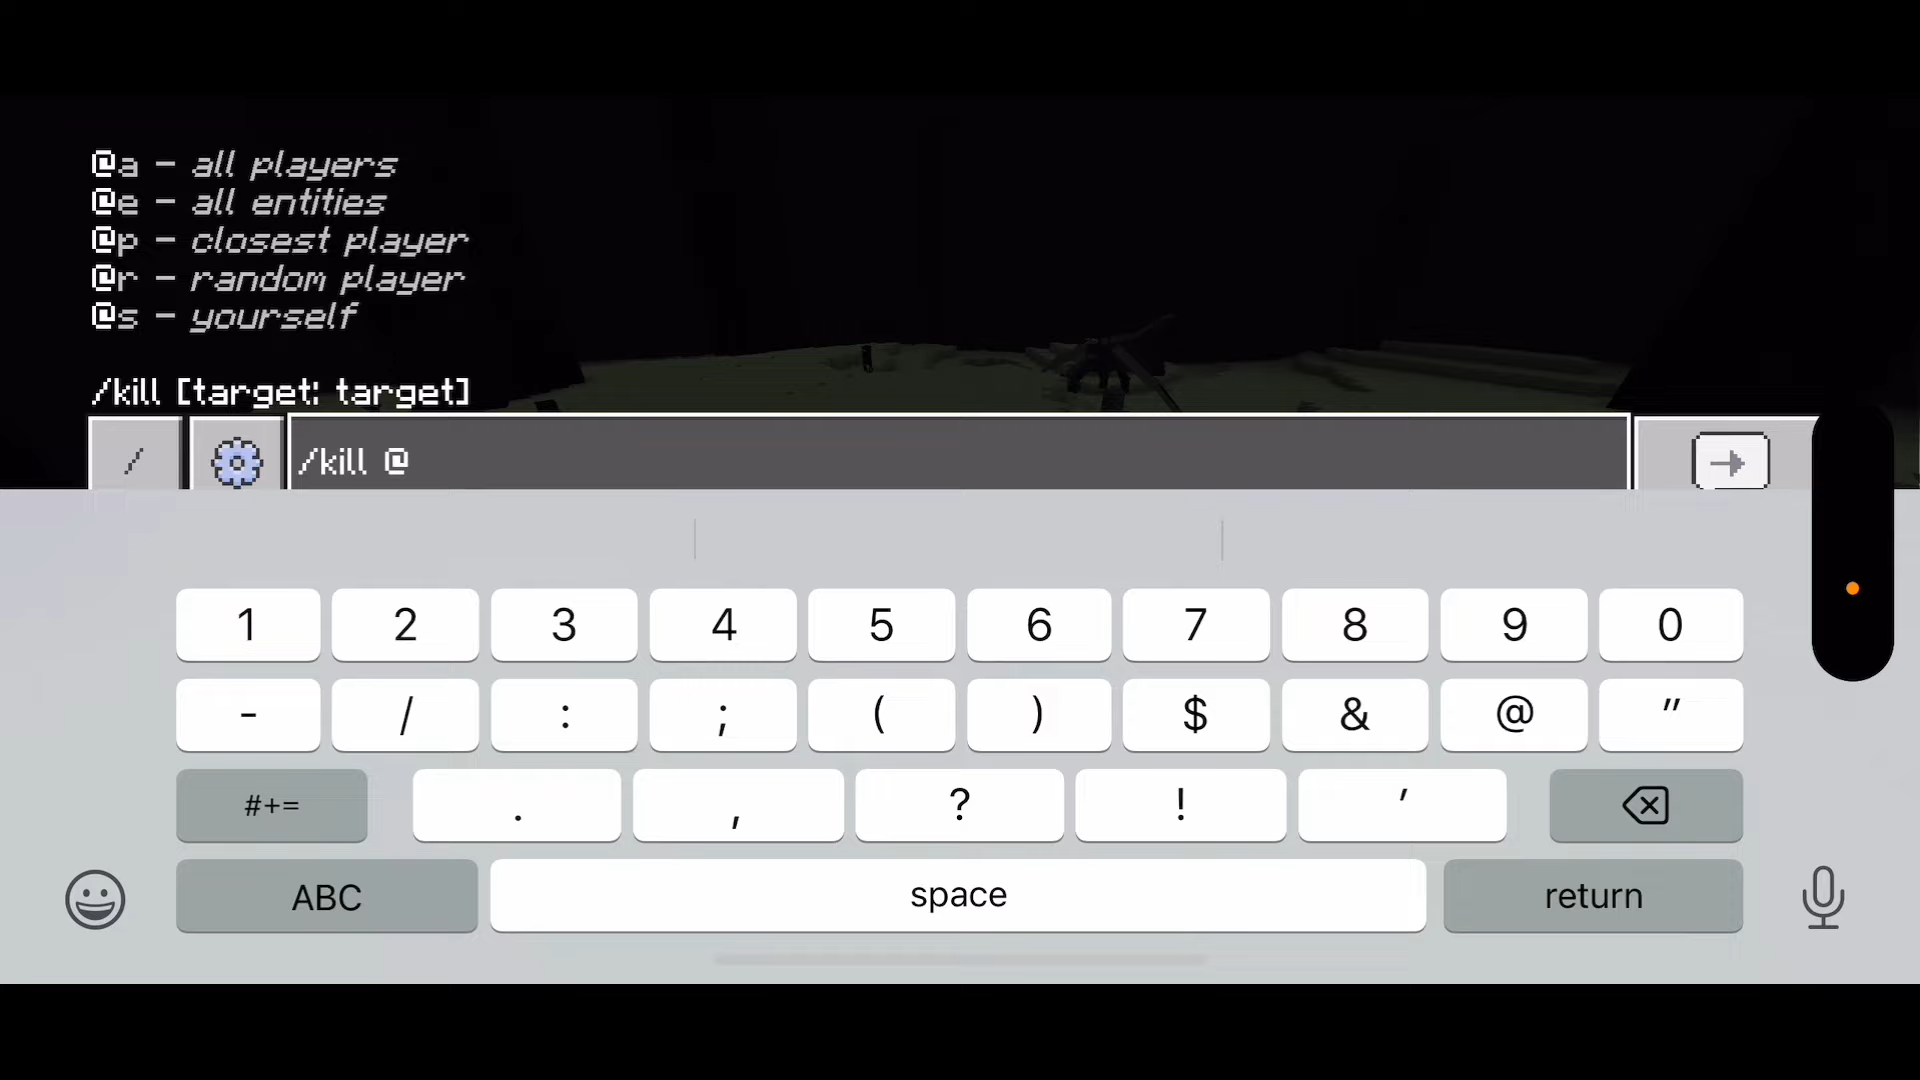 @a - all players
@e - all entities
@p - closest player
@r - random player
@s - yourself
/kill [target: target]
/
/kill @
1 2 3 4 5 6 7 8 9 0
- / : ; ( ) $ & @ "
#+= . , ? ! '
ABC space return